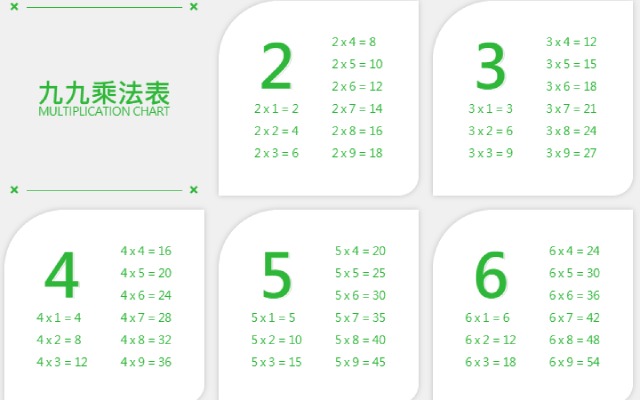 九九乘法表
MULTIPLICATION CHART
2
2 x 1 = 2
2 x 2 = 4
2 x 3 = 6
2 x 4 = 8
2 x 5 = 10
2 x 6 = 12
2 x 7 = 14
2 x 8 = 16
2 x 9 = 18
3
3 x 1 = 3
3 x 2 = 6
3 x 3 = 9
3 x 4 = 12
3 x 5 = 15
3 x 6 = 18
3 x 7 = 21
3 x 8 = 24
3 x 9 = 27
4
4 x 1 = 4
4 x 2 = 8
4 x 3 = 12
4 x 4 = 16
4 x 5 = 20
4 x 6 = 24
4 x 7 = 28
4 x 8 = 32
4 x 9 = 36
5
5 x 1 = 5
5 x 2 = 10
5 x 3 = 15
5 x 4 = 20
5 x 5 = 25
5 x 6 = 30
5 x 7 = 35
5 x 8 = 40
5 x 9 = 45
6
6 x 1 = 6
6 x 2 = 12
6 x 3 = 18
6 x 4 = 24
6 x 5 = 30
6 x 6 = 36
6 x 7 = 42
6 x 8 = 48
6 x 9 = 54